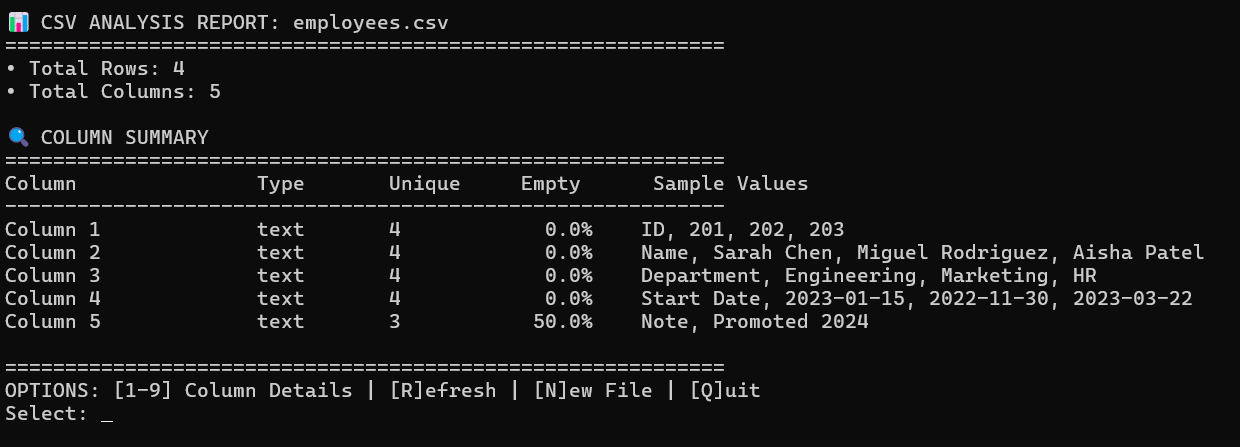 📊 CSV ANALYSIS REPORT: employees.csv
============================================================
• Total Rows: 4
• Total Columns: 5
🔍 COLUMN SUMMARY
============================================================
Column               Type       Unique     Empty      Sample Values
------------------------------------------------------------
Column 1             text       4            0.0%    ID, 201, 202, 203
Column 2             text       4            0.0%    Name, Sarah Chen, Miguel Rodriguez, Aisha Patel
Column 3             text       4            0.0%    Department, Engineering, Marketing, HR
Column 4             text       4            0.0%    Start Date, 2023-01-15, 2022-11-30, 2023-03-22
Column 5             text       3           50.0%    Note, Promoted 2024
============================================================
OPTIONS: [1-9] Column Details | [R]efresh | [N]ew File | [Q]uit
Select: _